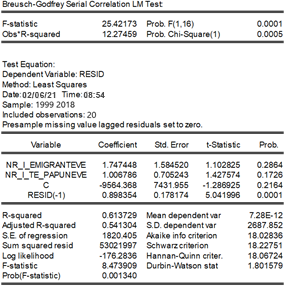 Breusch-Godfrey Serial Correlation LM Test:
F-statistic 25.42173 Prob. F(1,16) 0.0001
Obs*R-squared 12.27459 Prob. Chi-Square(1) 0.0005
Test Equation:
Dependent Variable: RESID
Method: Least Squares
Date:02/06/21 Time:08:54
Sample: 1999 2018
Included observations: 20
Presample missing value lagged residuals set to zero.
Variable Coefficient Std. Error t-Statistic Prob.
NR_I_EMIGRANTEVE 1.747448 1.584520 1.102825 0.2864
NR_I_TE_PAPUNEVE 1.006786 0.705243 1.427574 0.1726
C -9564.368 7431.955 -1.286925 0.2164
RESID(-1) 0.898354 0.178174 5.041996 0.0001
R-squared 0.613729 Mean dependent var 7.28E-12
Adjusted R-squared 0.541304 S.D. dependent var 2687.852
S.E. of regression 1820.405 Akaike info criterion 18.02836
Sum squared resid 53021997 Schwarz criterion 18.22751
Log likelihood -176.2836 Hannan-Quinn criter. 18.06724
F-statistic 8.473909 Durbin-Watson stat 1.801579
Prob(F-statistic) 0.001340